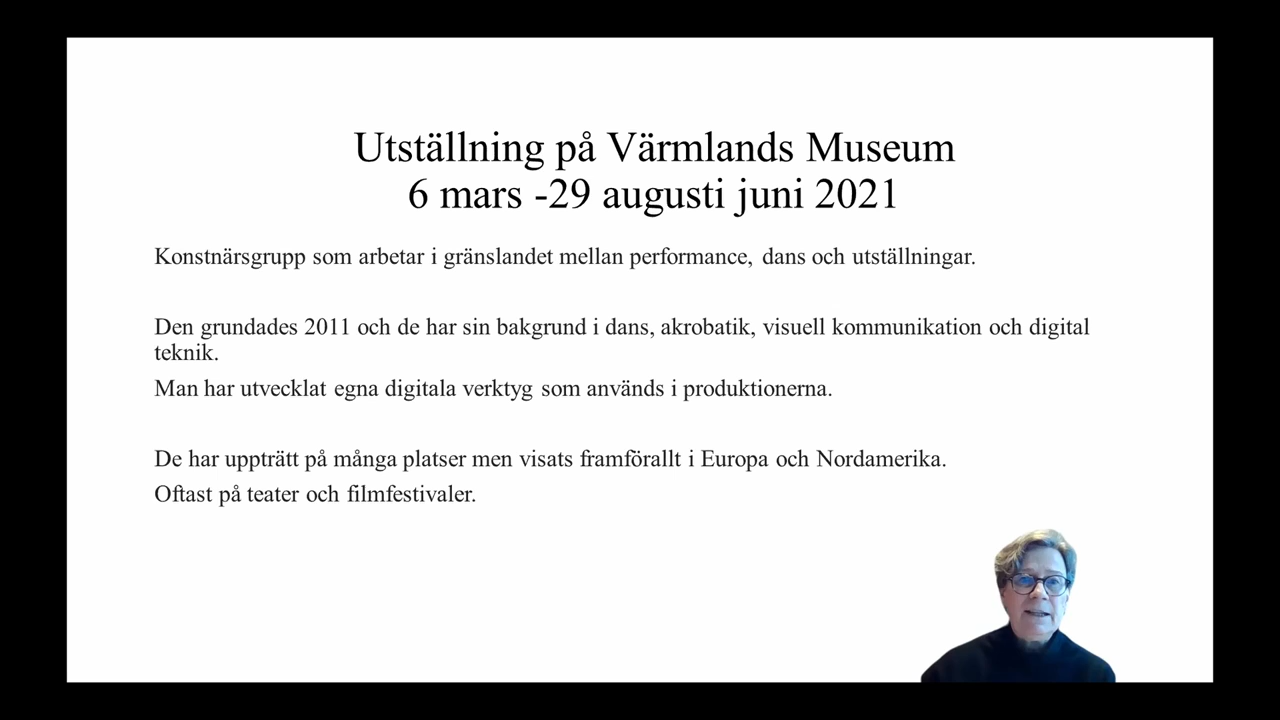 Utställning på Värmlands Museum
6 mars -29 augusti juni 2021
Konstnärsgrupp som arbetar i gränslandet mellan performance, dans och utställningar.
Den grundades 2011 och de har sin bakgrund i dans, akrobatik, visuell kommunikation och digital
teknik.
Man har utvecklat egna digitala verktyg som används i produktionerna.
De har uppträtt på många platser men visats framförallt i Europa och Nordamerika.
Oftast på teater och filmfestivaler.